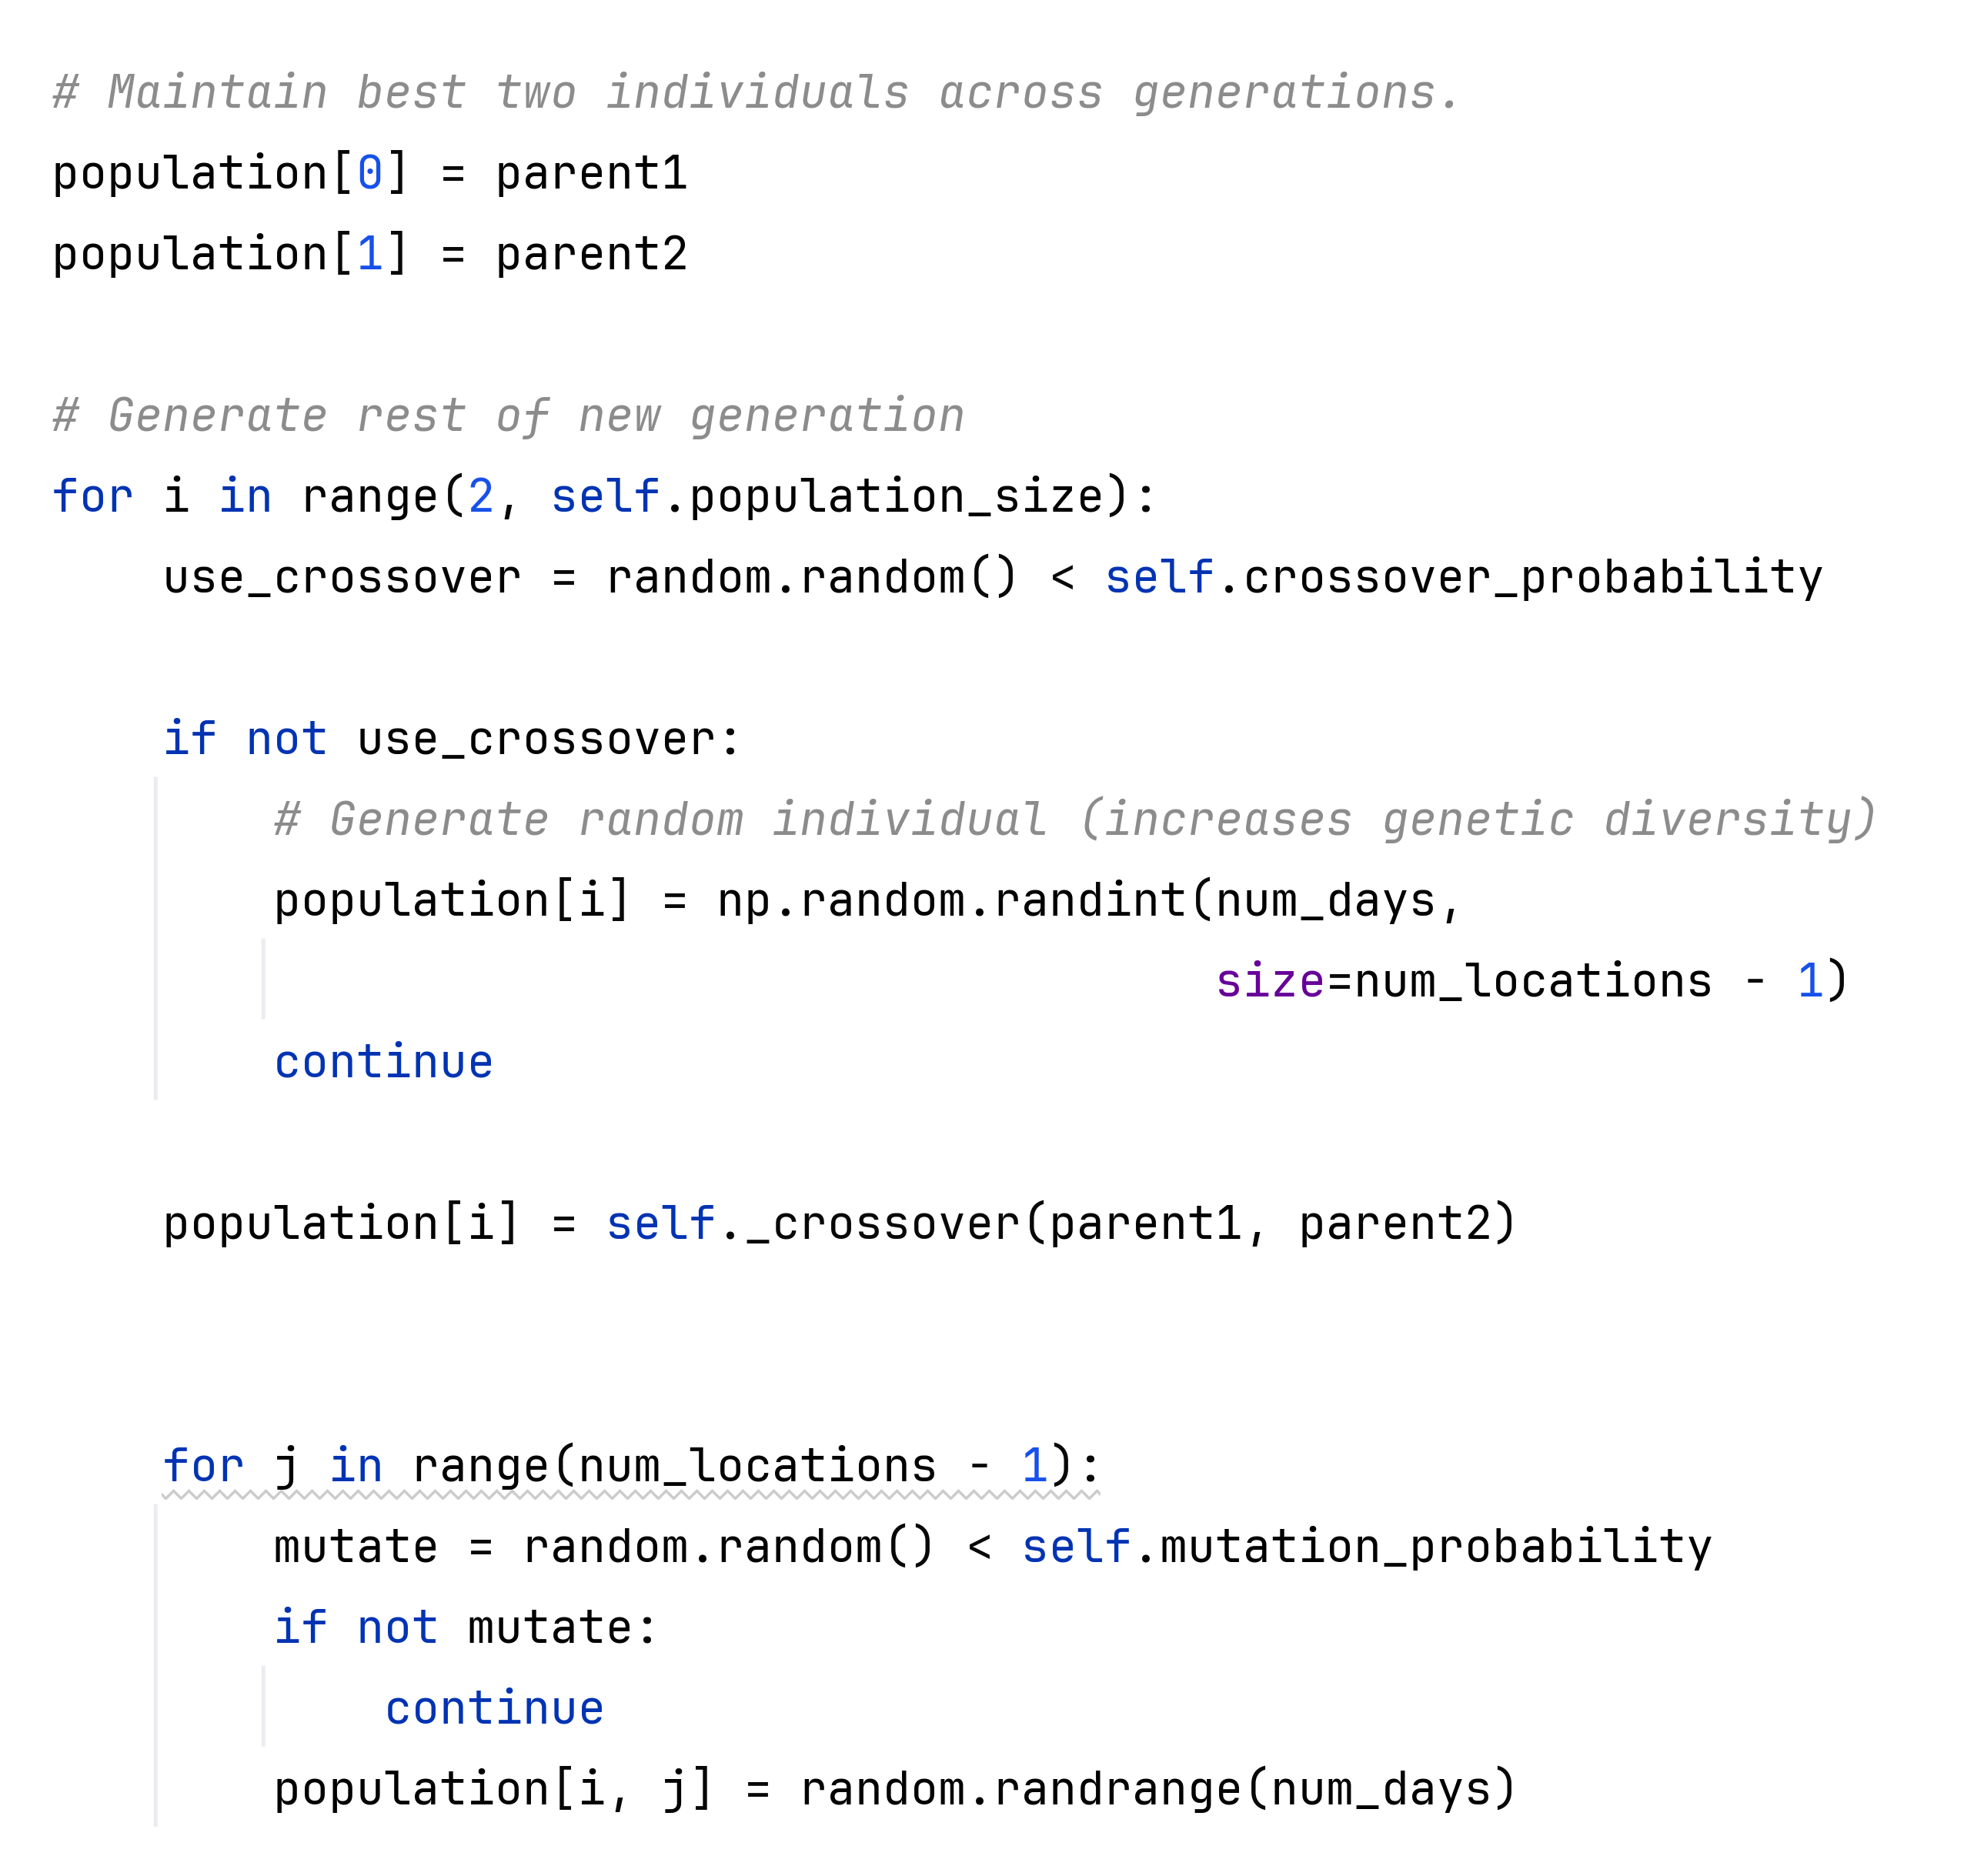 # Maintain best two individuals across generations.
population[0] = parent1
population[1] = parent2
# Generate rest of new generation
for i in range(2, self.population_size):
    use_crossover = random.random() < self.crossover_probability
    if not use_crossover:
        # Generate random individual (increases genetic diversity)
        population[i] = np.random.randint(num_days,
                                          size=num_locations - 1)
        continue
    population[i] = self._crossover(parent1, parent2)
    for j in range(num_locations - 1):
        mutate = random.random() < self.mutation_probability
        if not mutate:
            continue
        population[i, j] = random.randrange(num_days)